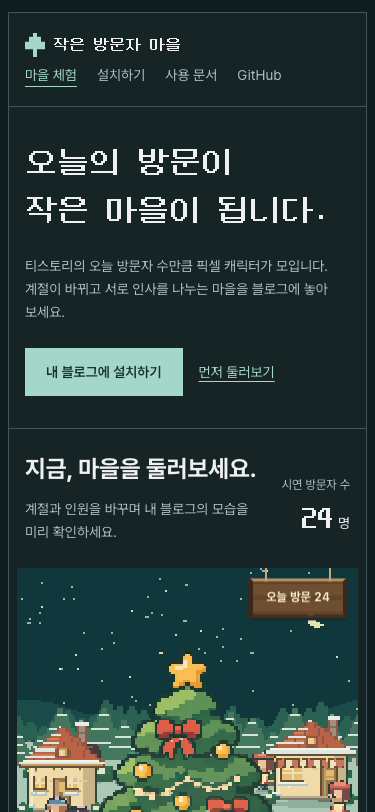 작은 방문자 마을
마을 체험 설치하기 사용 문서 GitHub
오늘의 방문이
작은 마을이 됩니다.
티스토리의 오늘 방문자 수만큼 픽셀 캐릭터가 모입니다.
계절이 바뀌고 서로 인사를 나누는 마을을 블로그에 놓아
보세요.
내 블로그에 설치하기 먼저 둘러보기
지금, 마을을 둘러보세요.
계절과 인원을 바꾸며 내 블로그의 모습을
미리 확인하세요.
시연 방문자 수
24 명
오늘 방문 24